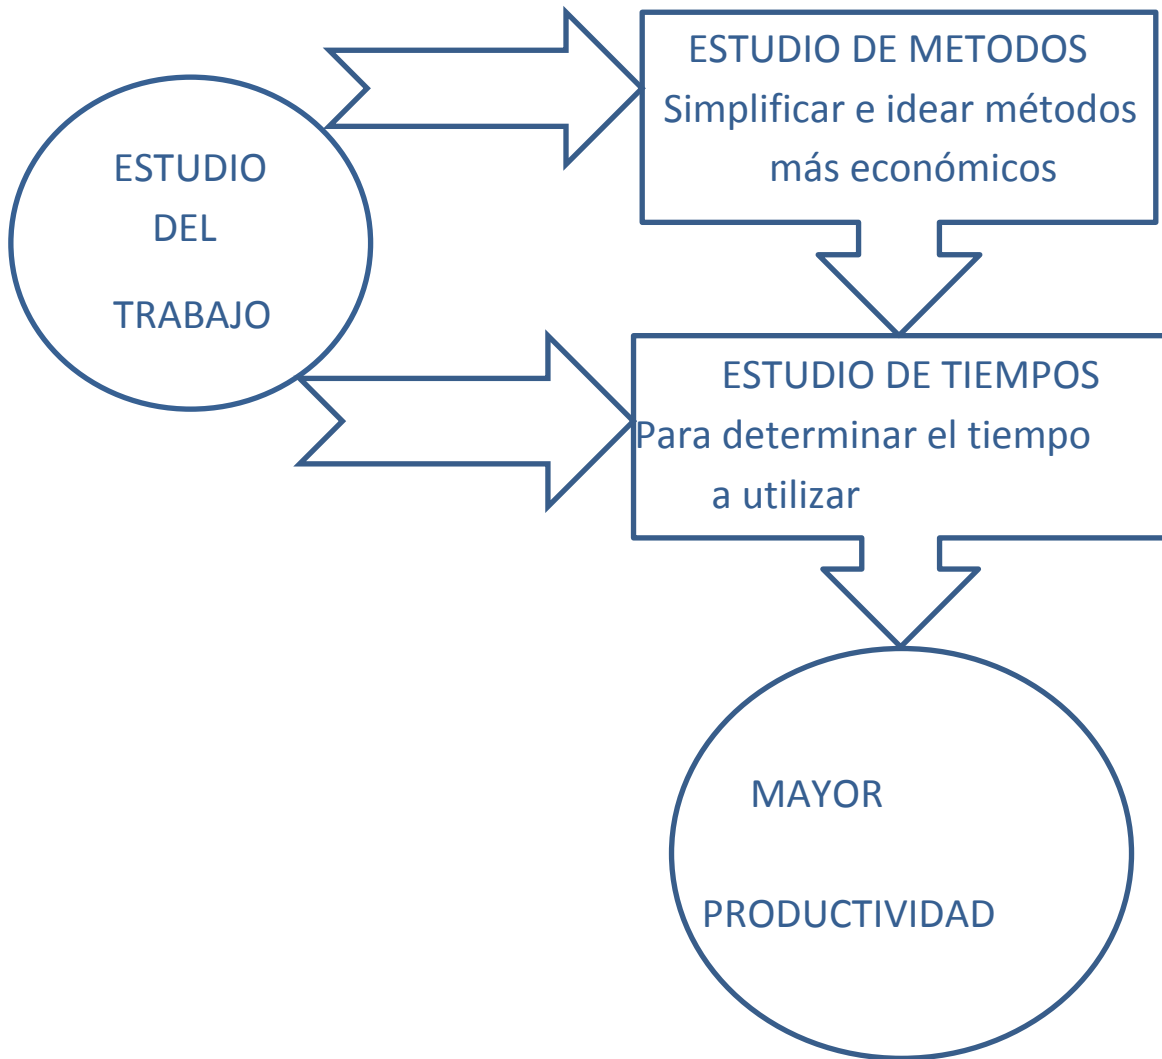 ESTUDIO
DEL
TRABAJO
ESTUDIO DE METODOS
Simplificar e idear métodos
más económicos
ESTUDIO DE TIEMPOS
Para determinar el tiempo
a utilizar
MAYOR
PRODUCTIVIDAD